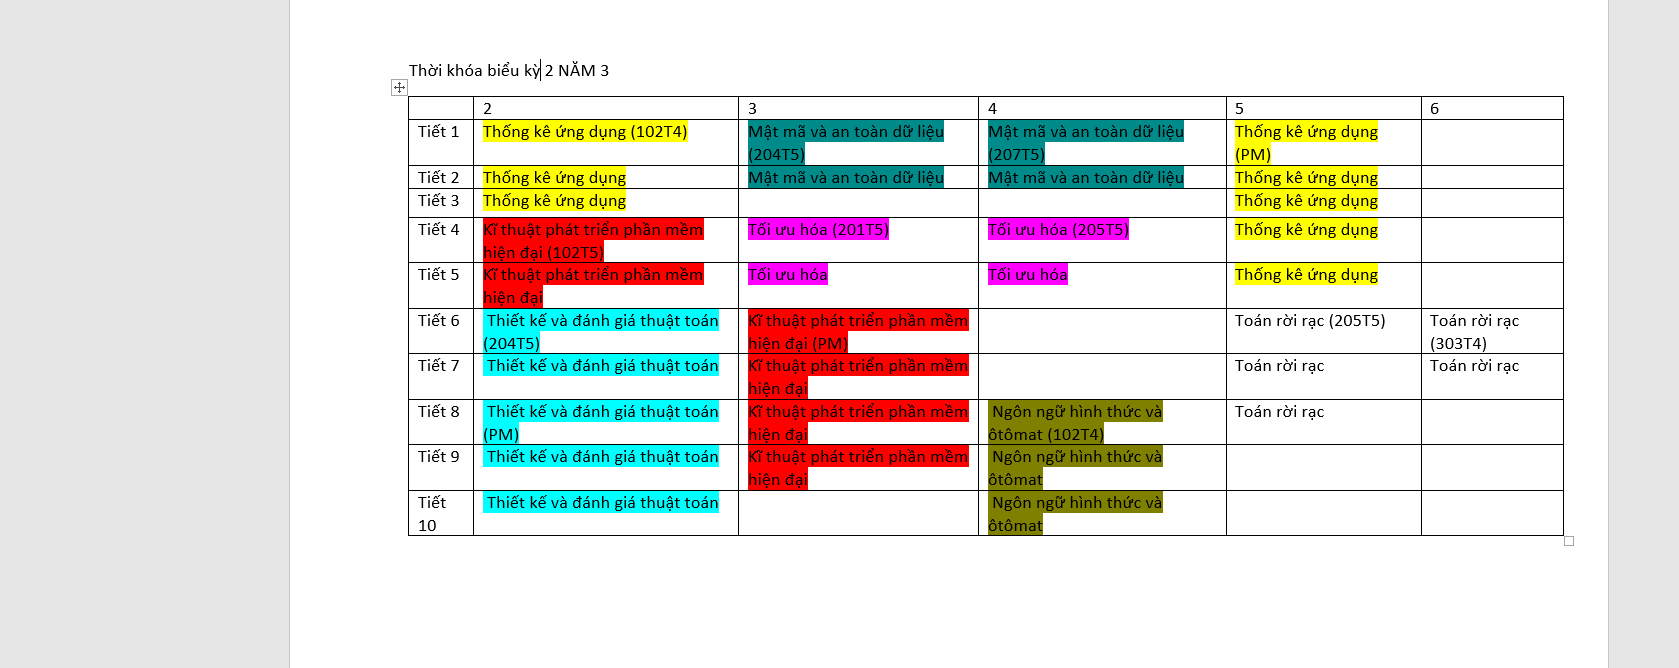 Thời khóa biểu kỳ 2 NĂM 3
2 3 4 5 6
Tiết 1 Thống kê ứng dụng (102T4) Mật mã và an toàn dữ liệu (204T5) Mật mã và an toàn dữ liệu (207T5) Thống kê ứng dụng (PM)
Tiết 2 Thống kê ứng dụng Mật mã và an toàn dữ liệu Mật mã và an toàn dữ liệu Thống kê ứng dụng
Tiết 3 Thống kê ứng dụng Thống kê ứng dụng
Tiết 4 Kĩ thuật phát triển phần mềm hiện đại (102T5) Tối ưu hóa (201T5) Tối ưu hóa (205T5) Thống kê ứng dụng
Tiết 5 Kĩ thuật phát triển phần mềm hiện đại Tối ưu hóa Tối ưu hóa Thống kê ứng dụng
Tiết 6 Thiết kế và đánh giá thuật toán (204T5) Kĩ thuật phát triển phần mềm hiện đại (PM) Toán rời rạc (205T5) Toán rời rạc (303T4)
Tiết 7 Thiết kế và đánh giá thuật toán Kĩ thuật phát triển phần mềm hiện đại Toán rời rạc Toán rời rạc
Tiết 8 Thiết kế và đánh giá thuật toán (PM) Kĩ thuật phát triển phần mềm hiện đại Ngôn ngữ hình thức và ôtômat (102T4) Toán rời rạc
Tiết 9 Thiết kế và đánh giá thuật toán Kĩ thuật phát triển phần mềm hiện đại Ngôn ngữ hình thức và ôtômat
Tiết 10 Thiết kế và đánh giá thuật toán Ngôn ngữ hình thức và ôtômat